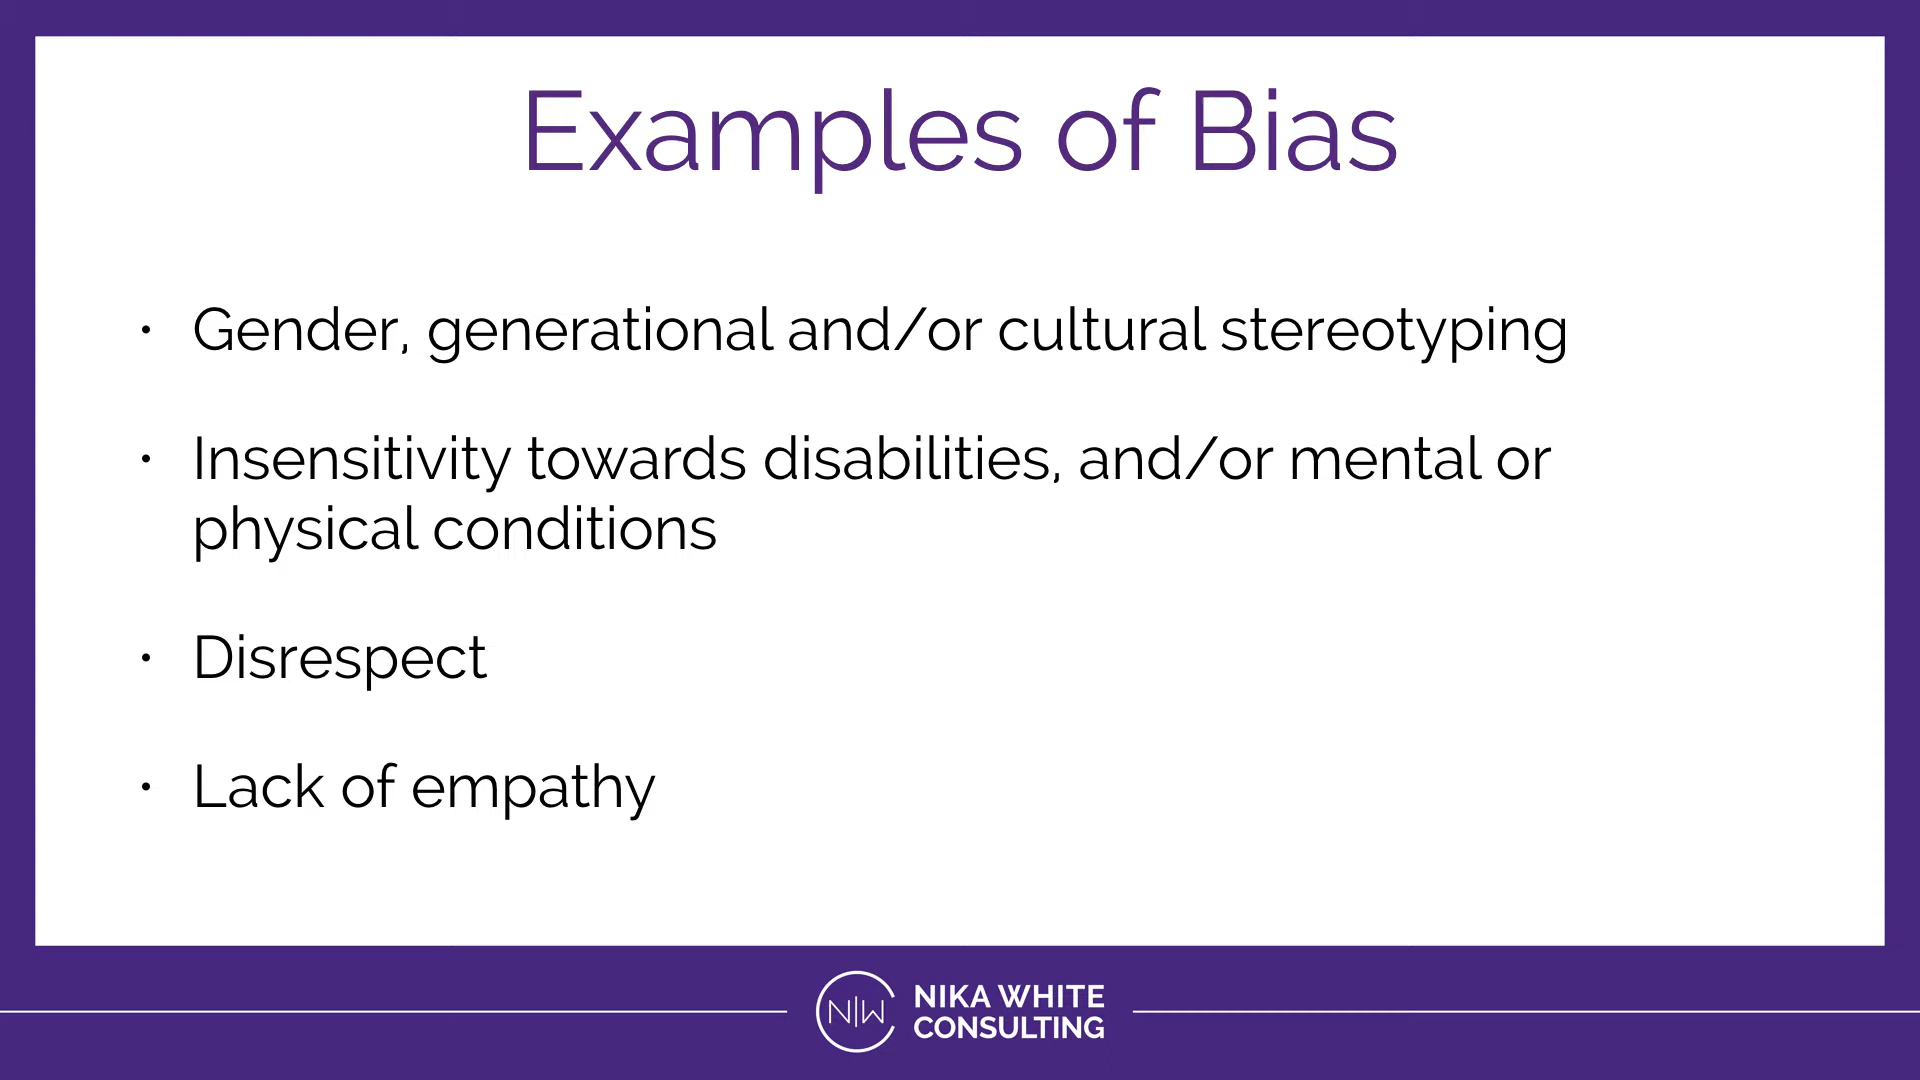 Examples of Bias
• Gender, generational and/or cultural stereotyping
• Insensitivity towards disabilities, and/or mental or
physical conditions
• Disrespect
• Lack of empathy
N|W
NIKA WHITE
CONSULTING